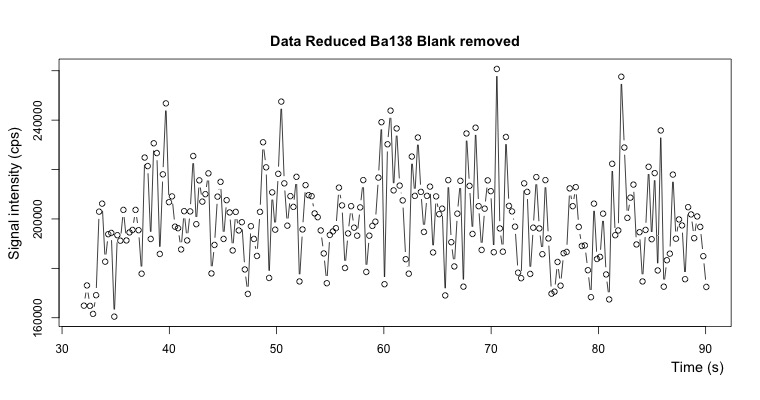 Data Reduced Ba138 Blank removed
Signal intensity (cps)
240000
200000
160000
30 40 50 60 70 80 90
Time (s)